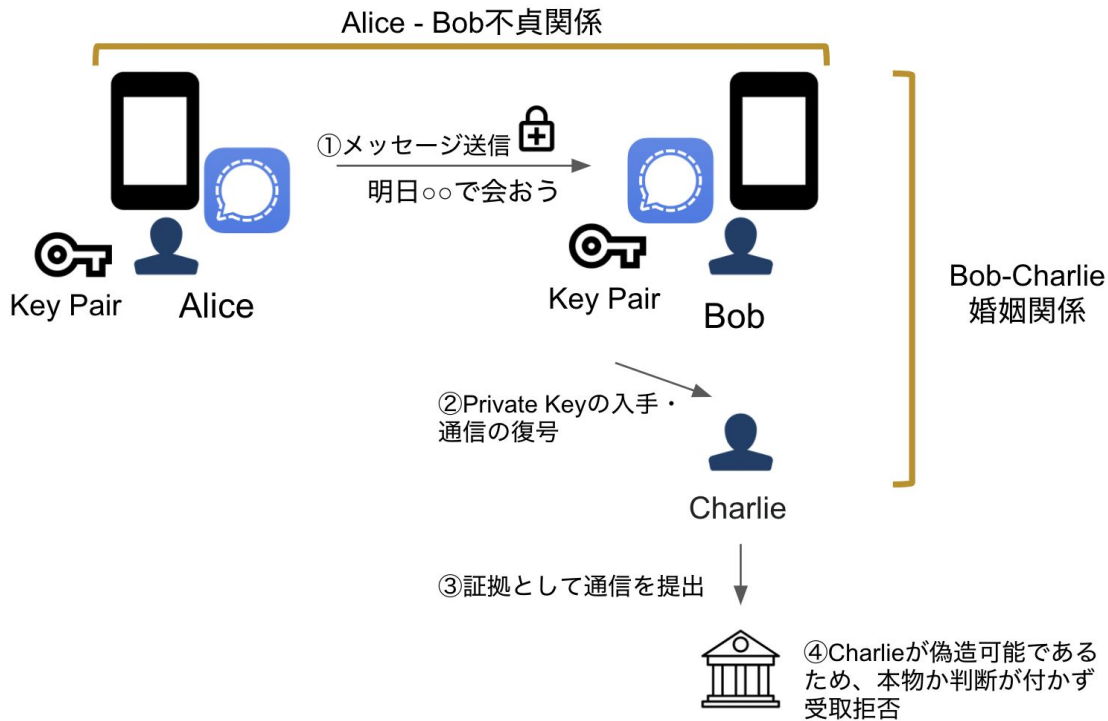 Alice - Bob不貞関係
①メッセージ送信
明日○○で会おう
Key Pair
Alice
Key Pair
Bob
Bob-Charlie
婚姻関係
②Private Keyの入手・
通信の復号
Charlie
③証拠として通信を提出
④Charlieが偽造可能である
ため、本物か判断が付かず
受取拒否